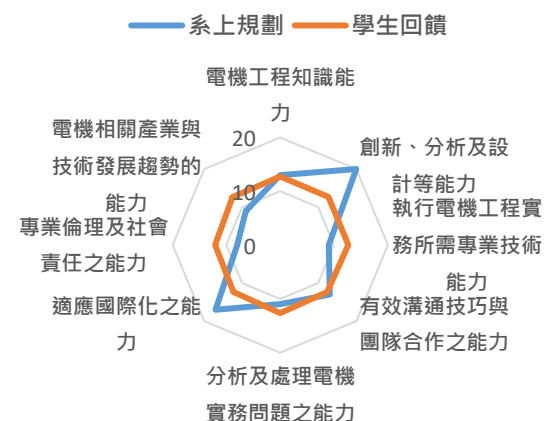 系上規劃 學生回饋
電機工程知識能
力
創新、分析及設
計等能力
執行電機工程實
務所需專業技術
能力
有效溝通技巧與
團隊合作之能力
分析及處理電機
實務問題之能力
適應國際化之能
力
專業倫理及社會
責任之能力
電機相關產業與
技術發展趨勢的
能力
20
10
0